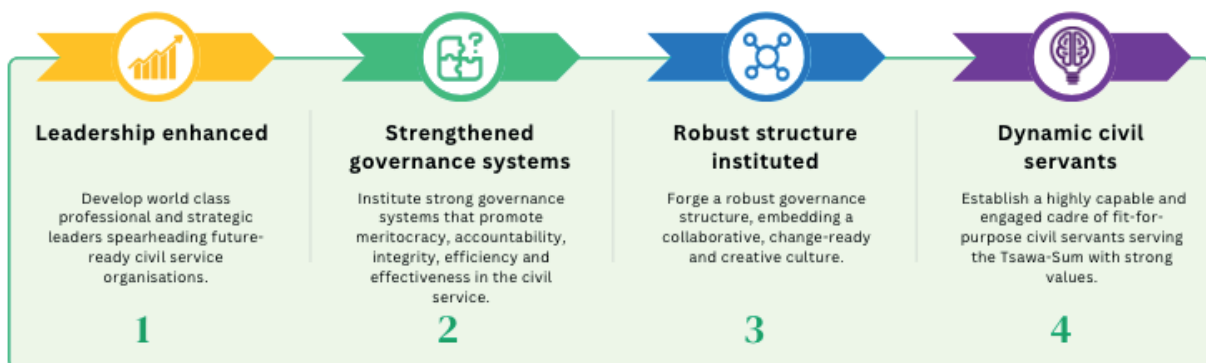 Leadership enhanced
Develop world class
professional and strategic
leaders spearheading future-
ready civil service
organisations.
1
Strengthened
governance systems
Institute strong governance
systems that promote
meritocracy, accountability,
integrity, efficiency and
effectiveness in the civil
service.
2
Robust structure
instituted
Forge a robust governance
structure, embedding a
collaborative, change-ready
and creative culture.
3
Dynamic civil
servants
Establish a highly capable and
engaged cadre of fit-for-
purpose civil servants serving
the Tsawa-Sum with strong
values.
4